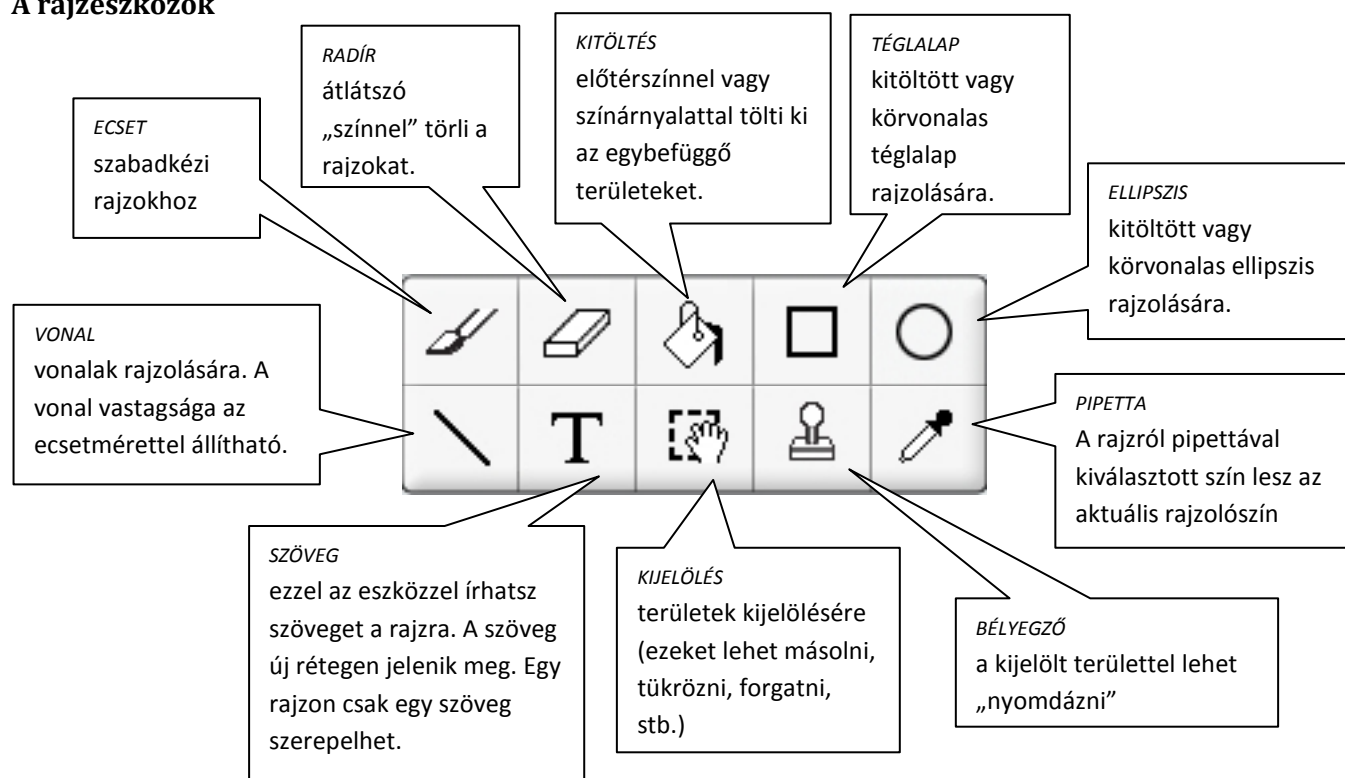 A rajzeszközök
RADÍR
átlátszó
„színnel” törli a
rajzokat.
KITÖLTÉS
előtérszínnel vagy
színárnyalattal tölti ki
az egybefüggő
területeket.
TÉGLALAP
kitöltött vagy
körvonalas
téglalap
rajzolására.
ECSET
szabadkézi
rajzokhoz
ELLIPSZIS
kitöltött vagy
körvonalas ellipszis
rajzolására.
VONAL
vonalak rajzolására. A
vonal vastagsága az
ecsetmérettel állítható.
T
PIPETTA
A rajzról pipettával
kiválasztott szín lesz az
aktuális rajzolószín
SZÖVEG
ezzel az eszközzel írhatsz
szöveget a rajzra. A szöveg
új rétegen jelenik meg. Egy
rajzon csak egy szöveg
szerepelhet.
KIJELÖLÉS
területek kijelölésére
(ezeket lehet másolni,
tükrözni, forgatni,
stb.)
BÉLYEGZŐ
a kijelölt területtel lehet
„nyomdázni”